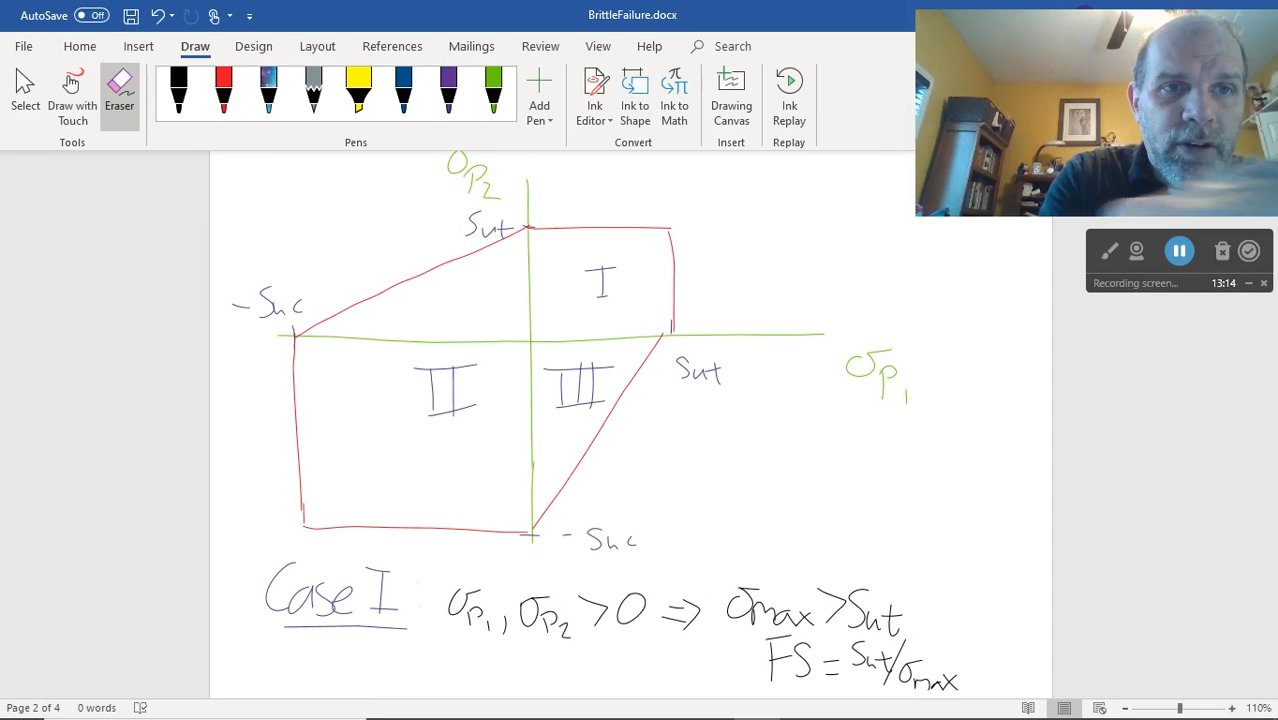 AutoSave Off
BrittleFailure.docx
File Home Insert Draw Design Layout References Mailings Review View Help Search
Select
Draw with Touch
Eraser
Add Pen
Ink Editor
Ink to Shape
Ink to Math
Drawing Canvas
Ink Replay
Tools Pens Convert Insert Replay
σP2
Sut
I
-Suc
II III Sut σP1
-Suc
Case I: σP1, σP2 > 0 ⇒ σmax > Sut
FS = Sut/σmax
Recording screen... 13:14
Page 2 of 4 0 words 110%